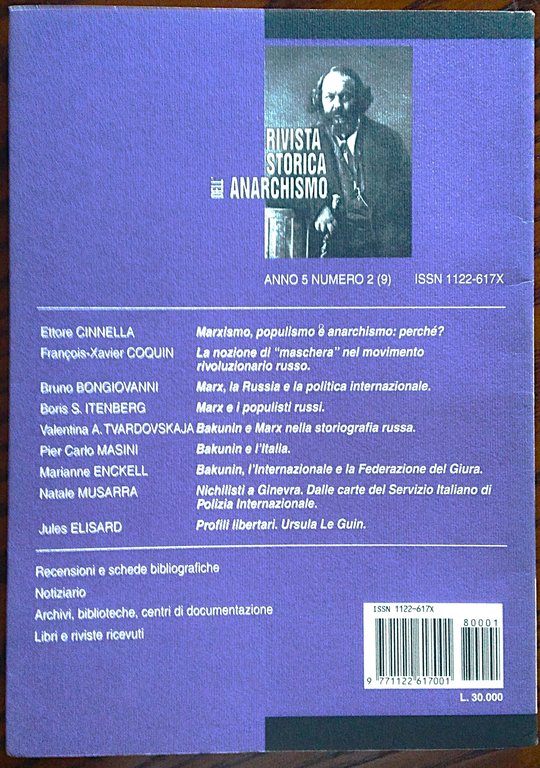 RIVISTA
STORICA
DELL'ANARCHISMO
ANNO 5 NUMERO 2 (9) ISSN 1122-617X
Ettore CINNELLA Marxismo, populismo e anarchismo: perché?
François-Xavier COQUIN La nozione di “maschera” nel movimento
rivoluzionario russo.
Bruno BONGIOVANNI Marx, la Russia e la politica internazionale.
Boris S. ITENBERG Marx e i populisti russi.
Valentina A. TVARDOVSKAJA Bakunin e Marx nella storiografia russa.
Pier Carlo MASINI Bakunin e l'Italia.
Marianne ENCKELL Bakunin, l'Internazionale e la Federazione del Giura.
Natale MUSARRA Nichilisti a Ginevra. Dalle carte del Servizio Italiano di
Polizia Internazionale.
Jules ELISARD Profili libertari. Ursula Le Guin.
Recensioni e schede bibliografiche
Notiziario
Archivi, biblioteche, centri di documentazione
Libri e riviste ricevuti
ISSN 1122-617X
80001
9 771122 617001
L. 30.000